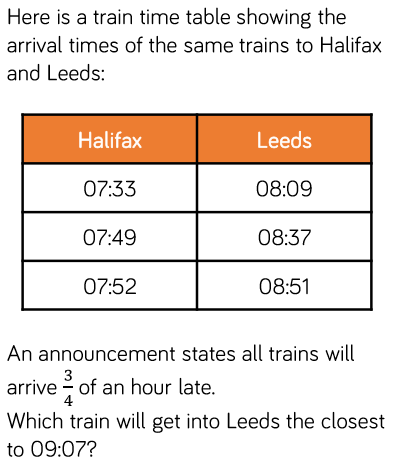 Here is a train time table showing the
arrival times of the same trains to Halifax
and Leeds:
Halifax Leeds
07:33 08:09
07:49 08:37
07:52 08:51
An announcement states all trains will
arrive 3/4 of an hour late.
Which train will get into Leeds the closest
to 09:07?